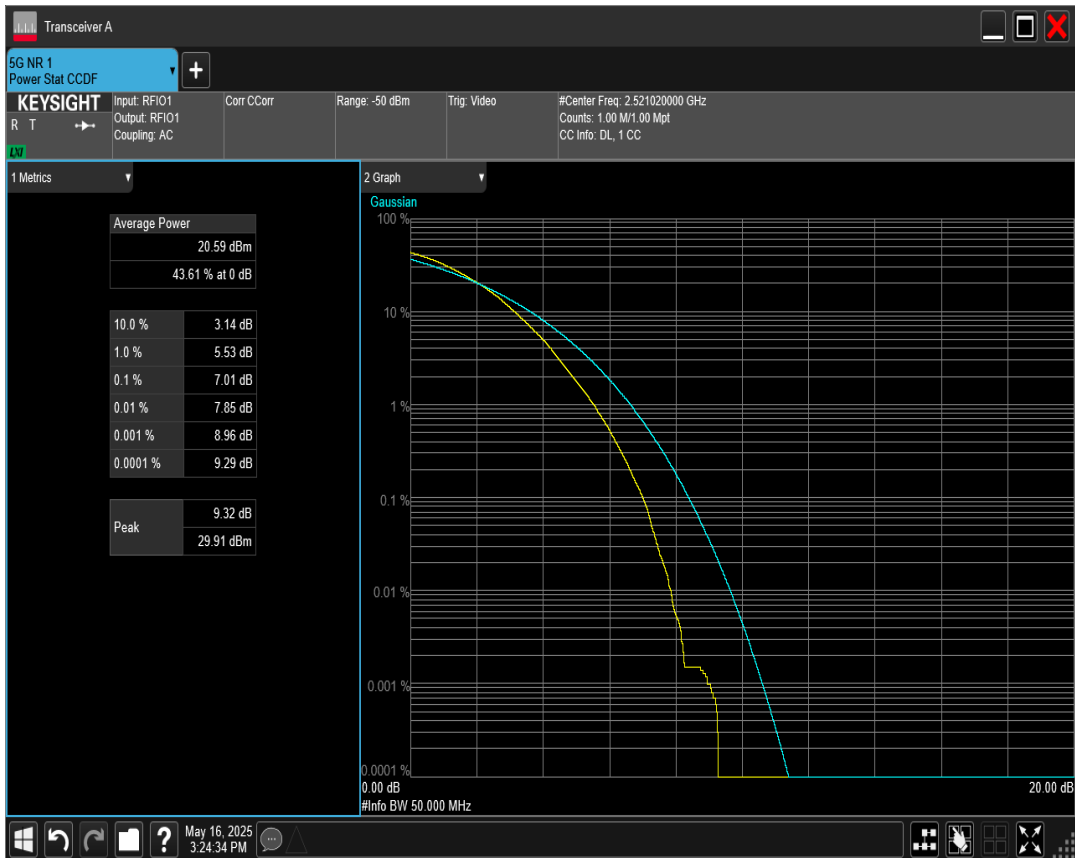 Transceiver A
5G NR 1
Power Stat CCDF
+
KEYSIGHT
R T
LXI
Input: RFIO1
Output: RFIO1
Coupling: AC
Corr CCorr
Range: -50 dBm
Trig: Video
#Center Freq: 2.521020000 GHz
Counts: 1.00 M/1.00 Mpt
CC Info: DL, 1 CC
1 Metrics
Average Power
20.59 dBm
43.61 % at 0 dB
10.0 % 3.14 dB
1.0 % 5.53 dB
0.1 % 7.01 dB
0.01 % 7.85 dB
0.001 % 8.96 dB
0.0001 % 9.29 dB
Peak
9.32 dB
29.91 dBm
2 Graph
Gaussian
100 %
10 %
1 %
0.1 %
0.01 %
0.001 %
0.0001 %
0.00 dB 20.00 dB
#Info BW 50.000 MHz
?
May 16, 2025
3:24:34 PM